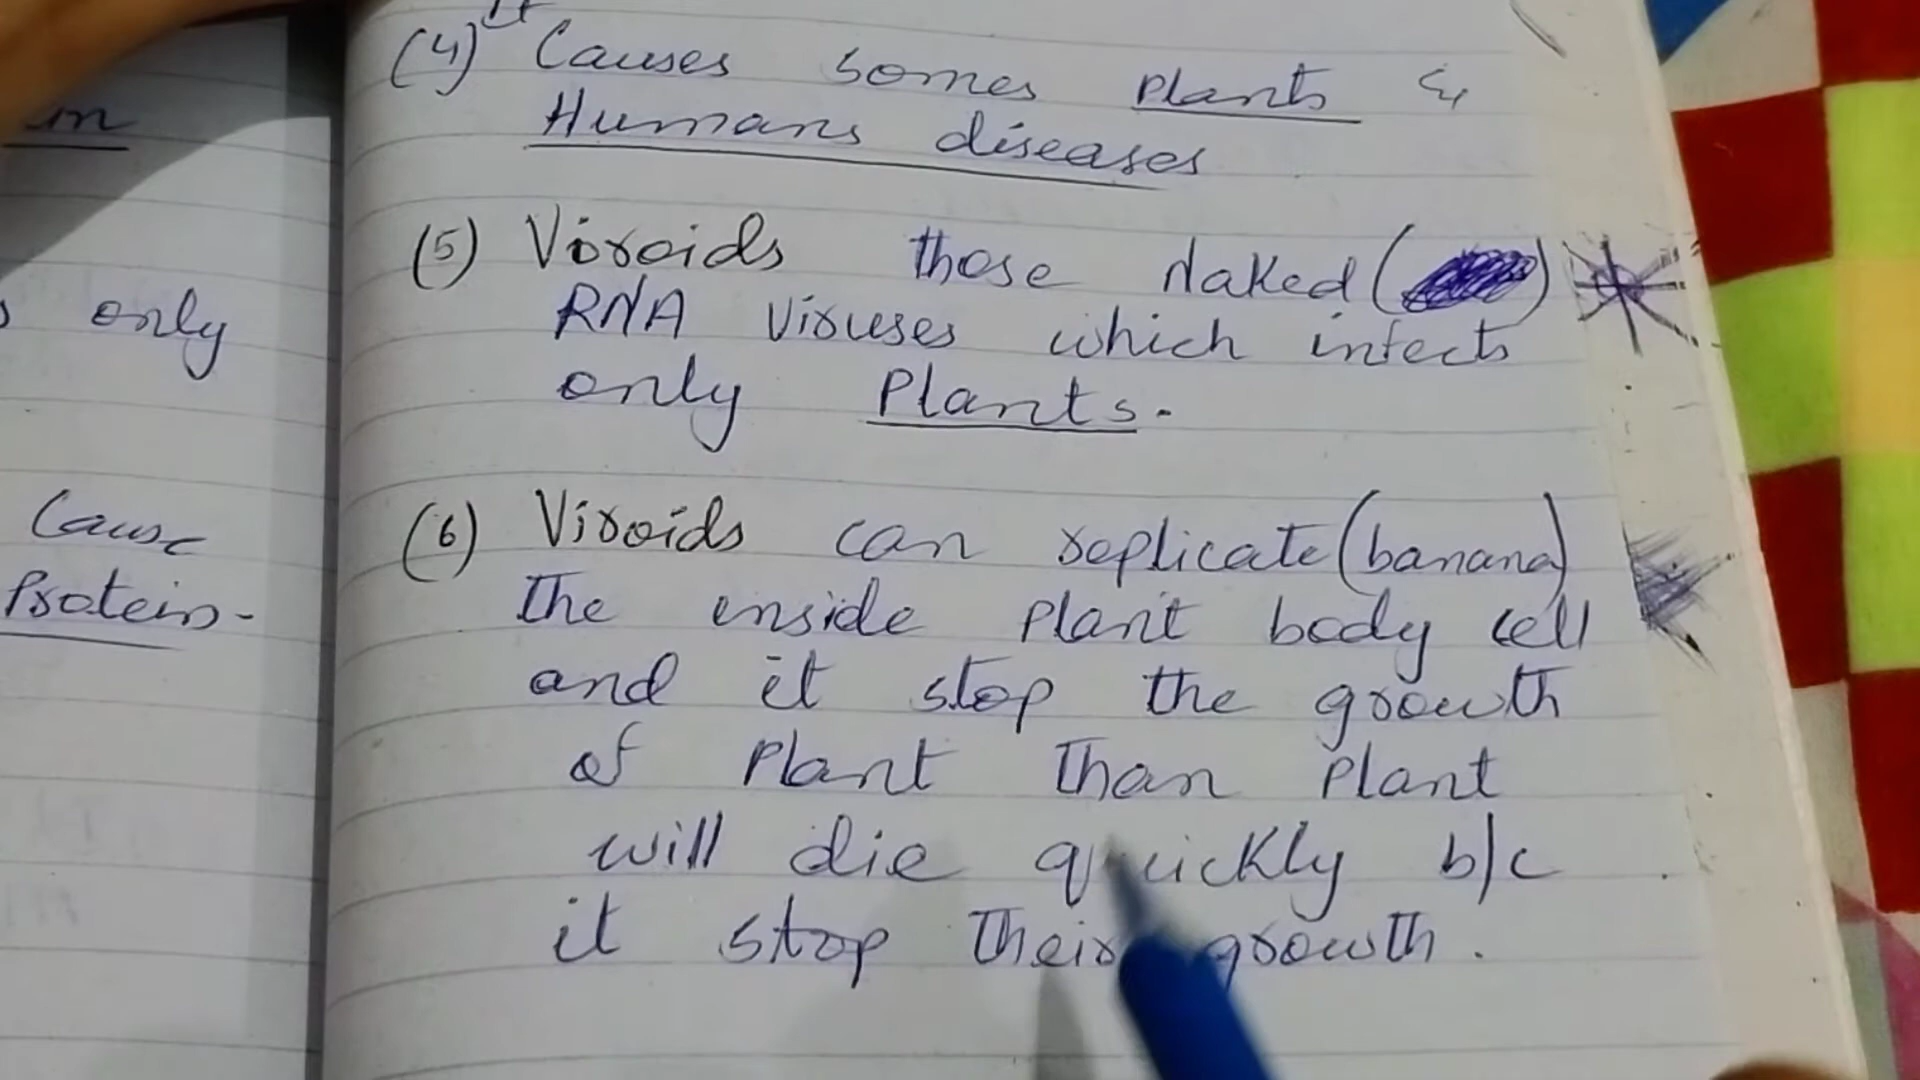 m
s only
Cause
Protein-
It
(4) Causes somes plants &
Humans diseases
(5) Viroids those Naked ( )
RNA Viruses which infects
only Plants.
(6) Viroids can replicate (banana)
The inside plant body cell
and it stop the growth
of Plant Than Plant
will die quickly b/c
it stop Their growth.